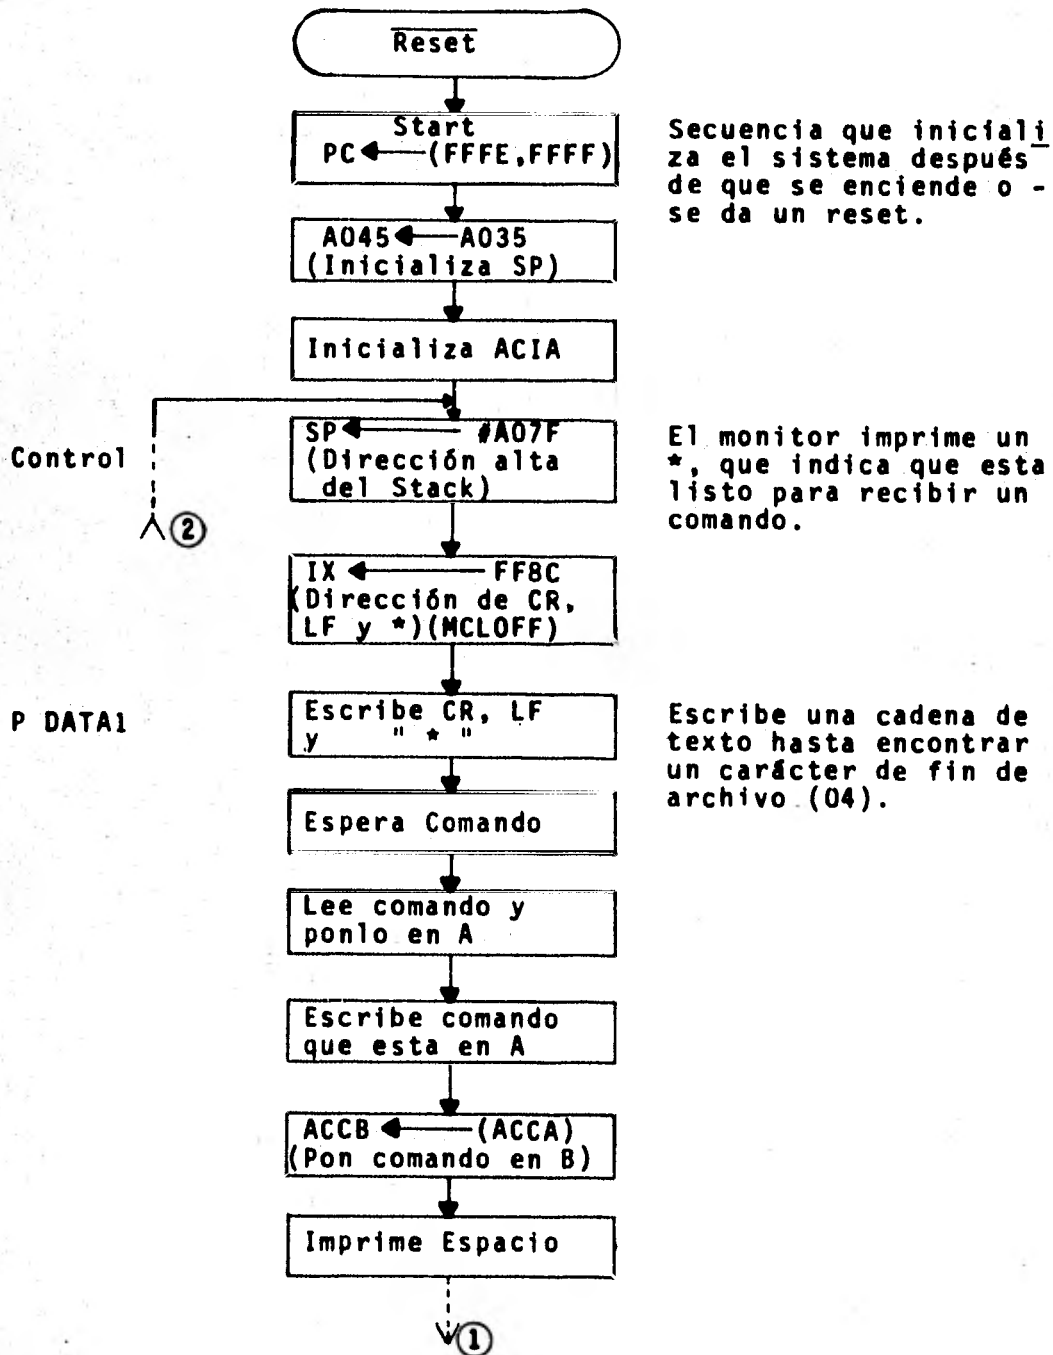 Reset
Start
PC (FFFE,FFFF)
Secuencia que iniciali
za el sistema después
de que se enciende o -
se da un reset.
A045 A035
(Inicializa SP)
Inicializa ACIA
Control
2
SP #A07F
(Dirección alta
del Stack)
El monitor imprime un
*, que indica que esta
listo para recibir un
comando.
IX FF8C
(Dirección de CR,
LF y *)(MCLOFF)
P DATA1
Escribe CR, LF
y " * "
Escribe una cadena de
texto hasta encontrar
un carácter de fin de
archivo (04).
Espera Comando
Lee comando y
ponlo en A
Escribe comando
que esta en A
ACCB (ACCA)
(Pon comando en B)
Imprime Espacio
1